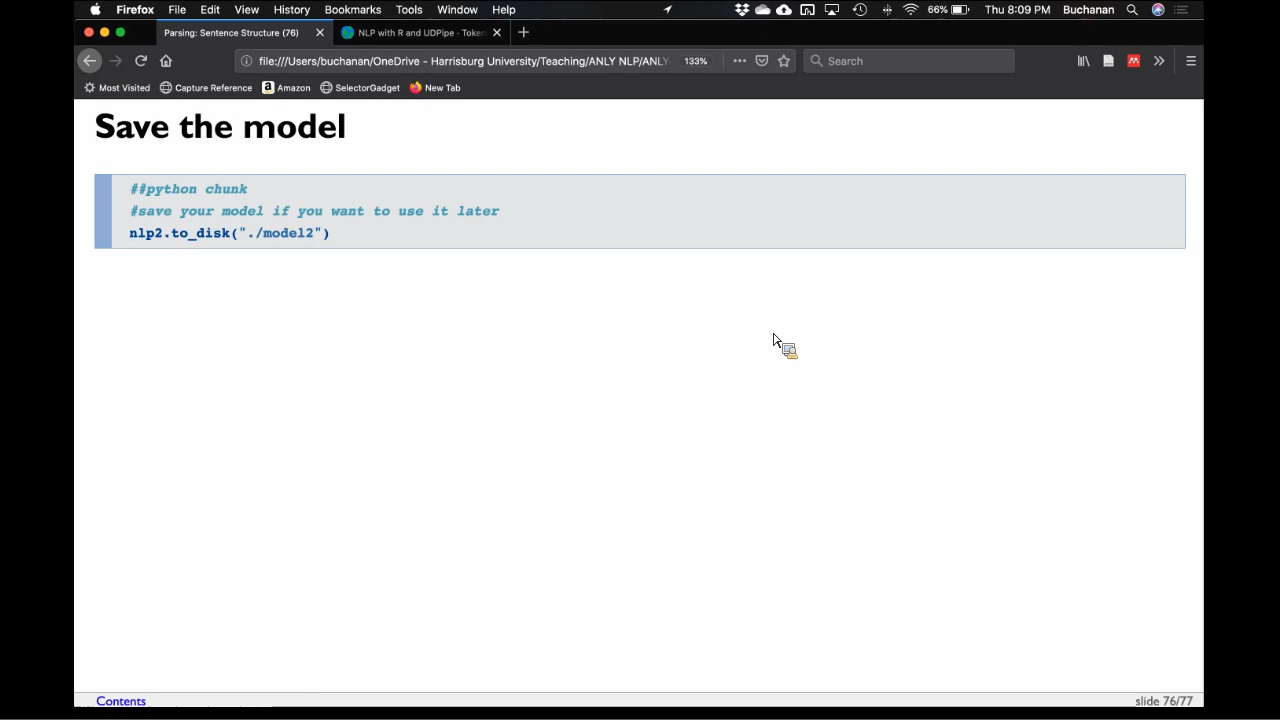 Firefox File Edit View History Bookmarks Tools Window Help 66% Thu 8:09 PM Buchanan
Parsing: Sentence Structure (76) NLP with R and UDPipe - Token
file:///Users/buchanan/OneDrive - Harrisburg University/Teaching/ANLY NLP/ANLY 133% Search
Most Visited Capture Reference Amazon SelectorGadget New Tab
Save the model
##python chunk
#save your model if you want to use it later
nlp2.to_disk("./model2")
Contents slide 76/77